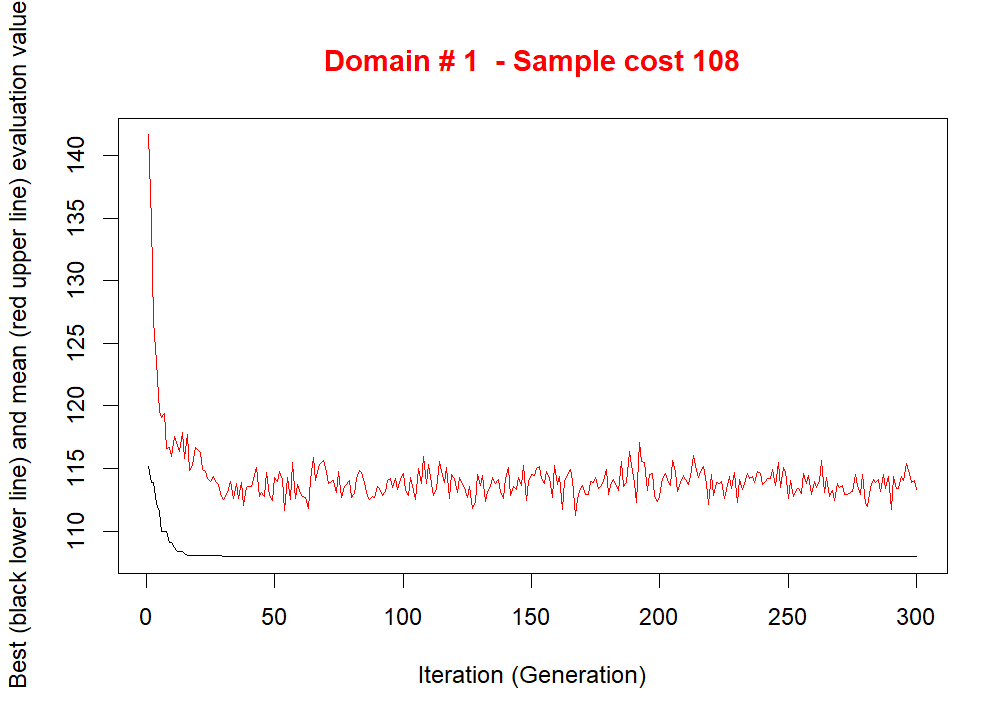 Domain # 1  - Sample cost 108
Best (black lower line) and mean (red upper line) evaluation value
140
135
130
125
120
115
110
0 50 100 150 200 250 300
Iteration (Generation)